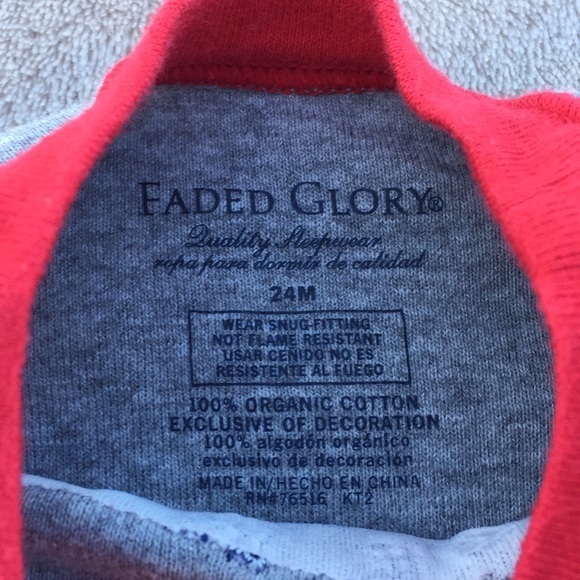 FADED GLORY®
Quality Sleepwear
ropa para dormir de calidad
24M
WEAR SNUG-FITTING
NOT FLAME RESISTANT
USAR CEÑIDO NO ES
RESISTENTE AL FUEGO
100% ORGANIC COTTON
EXCLUSIVE OF DECORATION
100% algodón orgánico
exclusivo de decoración
MADE IN/HECHO EN CHINA
RN#76516 KT2